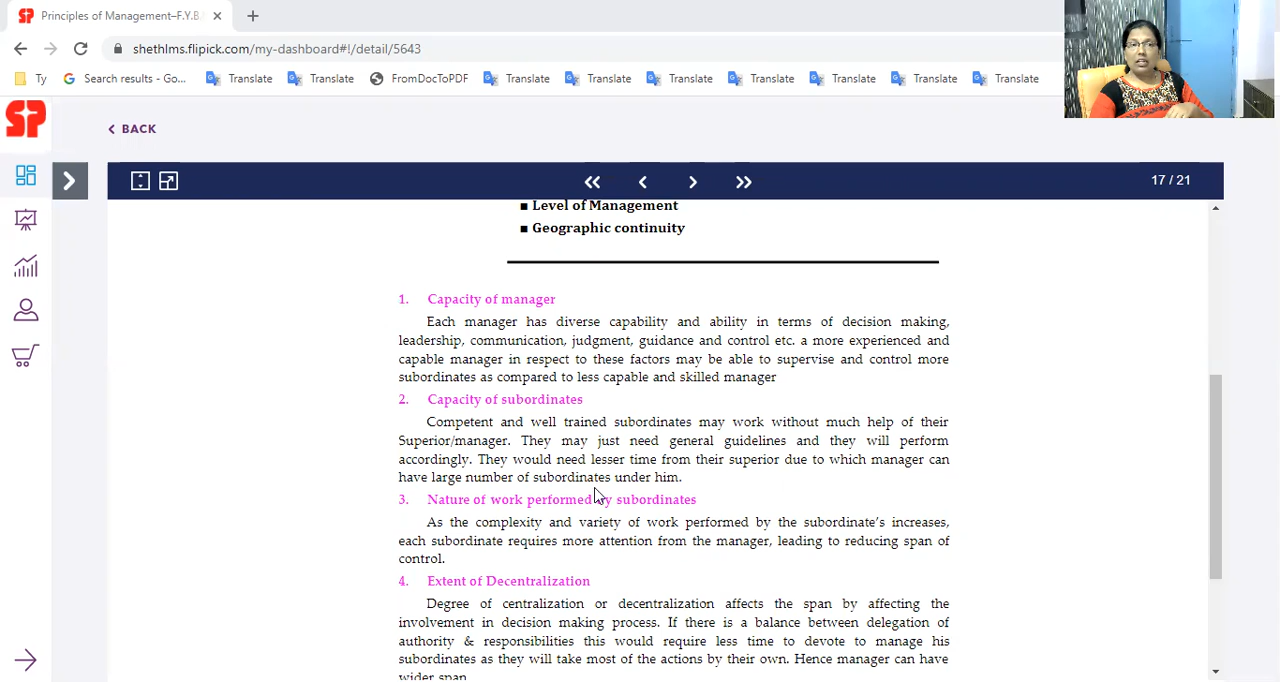 Principles of Management–F.Y.B.
shethlms.flipick.com/my-dashboard#!/detail/5643
Ty
Search results - Go...
Translate
Translate
FromDocToPDF
Translate
Translate
Translate
Translate
Translate
Translate
Translate
SP
BACK
17 / 21
■ Level of Management
■ Geographic continuity
1. Capacity of manager
Each manager has diverse capability and ability in terms of decision making,
leadership, communication, judgment, guidance and control etc. a more experienced and
capable manager in respect to these factors may be able to supervise and control more
subordinates as compared to less capable and skilled manager
2. Capacity of subordinates
Competent and well trained subordinates may work without much help of their
Superior/manager. They may just need general guidelines and they will perform
accordingly. They would need lesser time from their superior due to which manager can
have large number of subordinates under him.
3. Nature of work performed by subordinates
As the complexity and variety of work performed by the subordinate's increases,
each subordinate requires more attention from the manager, leading to reducing span of
control.
4. Extent of Decentralization
Degree of centralization or decentralization affects the span by affecting the
involvement in decision making process. If there is a balance between delegation of
authority & responsibilities this would require less time to devote to manage his
subordinates as they will take most of the actions by their own. Hence manager can have
wider span